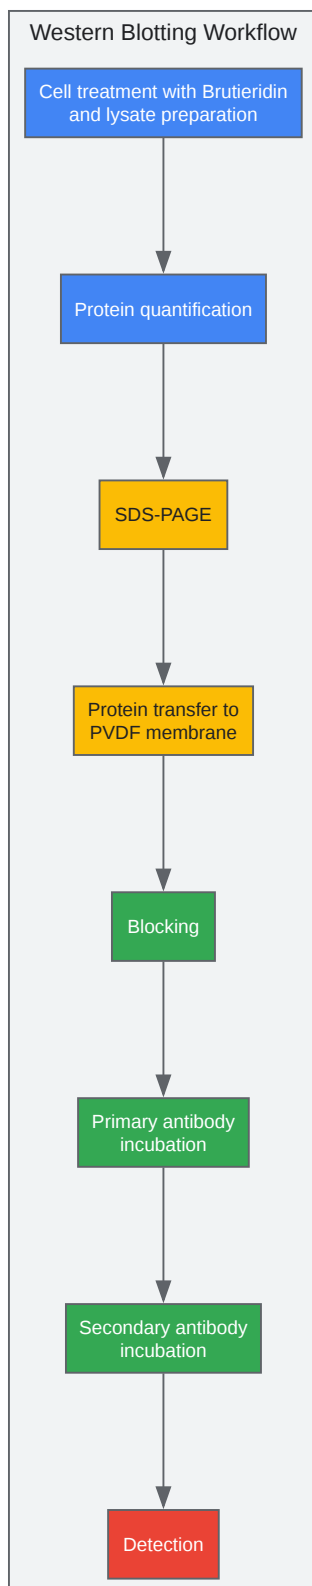 Western Blotting Workflow
Cell treatment with Brutieridin
and lysate preparation
Protein quantification
SDS-PAGE
Protein transfer to
PVDF membrane
Blocking
Primary antibody
incubation
Secondary antibody
incubation
Detection